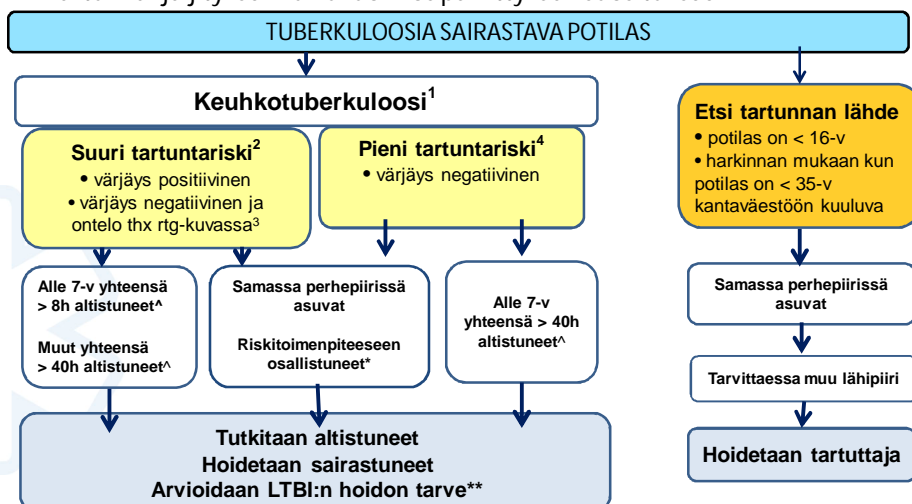 TUBERKULOOSIA SAIRASTAVA POTILAS
Keuhkotuberkuloosi¹
Suuri tartuntariski²
• värjäys positiivinen
• värjäys negatiivinen ja
ontelo thx rtg-kuvassa³
Pieni tartuntariski⁴
• värjäys negatiivinen
Alle 7-v yhteensä
> 8h altistuneet^
Muut yhteensä
> 40h altistuneet^
Samassa perhepiirissä
asuvat
Riskitoimenpiteeseen
osallistuneet*
Alle 7-v
yhteensä > 40h
altistuneet^
Tutkitaan altistuneet
Hoidetaan sairastuneet
Arvioidaan LTBI:n hoidon tarve**
Etsi tartunnan lähde
• potilas on < 16-v
• harkinnan mukaan kun
potilas on < 35-v
kantaväestöön kuuluva
Samassa perhepiirissä
asuvat
Tarvittaessa muu lähipiiri
Hoidetaan tartuttaja